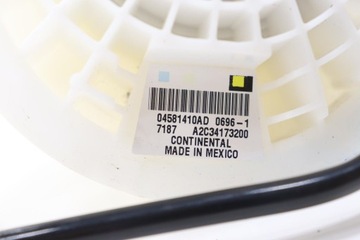 04581410AD 0696-1
7187 A2C34173200
CONTINENTAL
MADE IN MEXICO